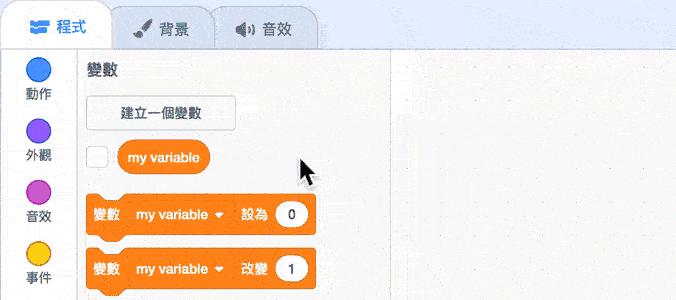 程式 背景 音效
變數
動作
建立一個變數
外觀
my variable
音效
變數 my variable 設為 0
事件
變數 my variable 改變 1